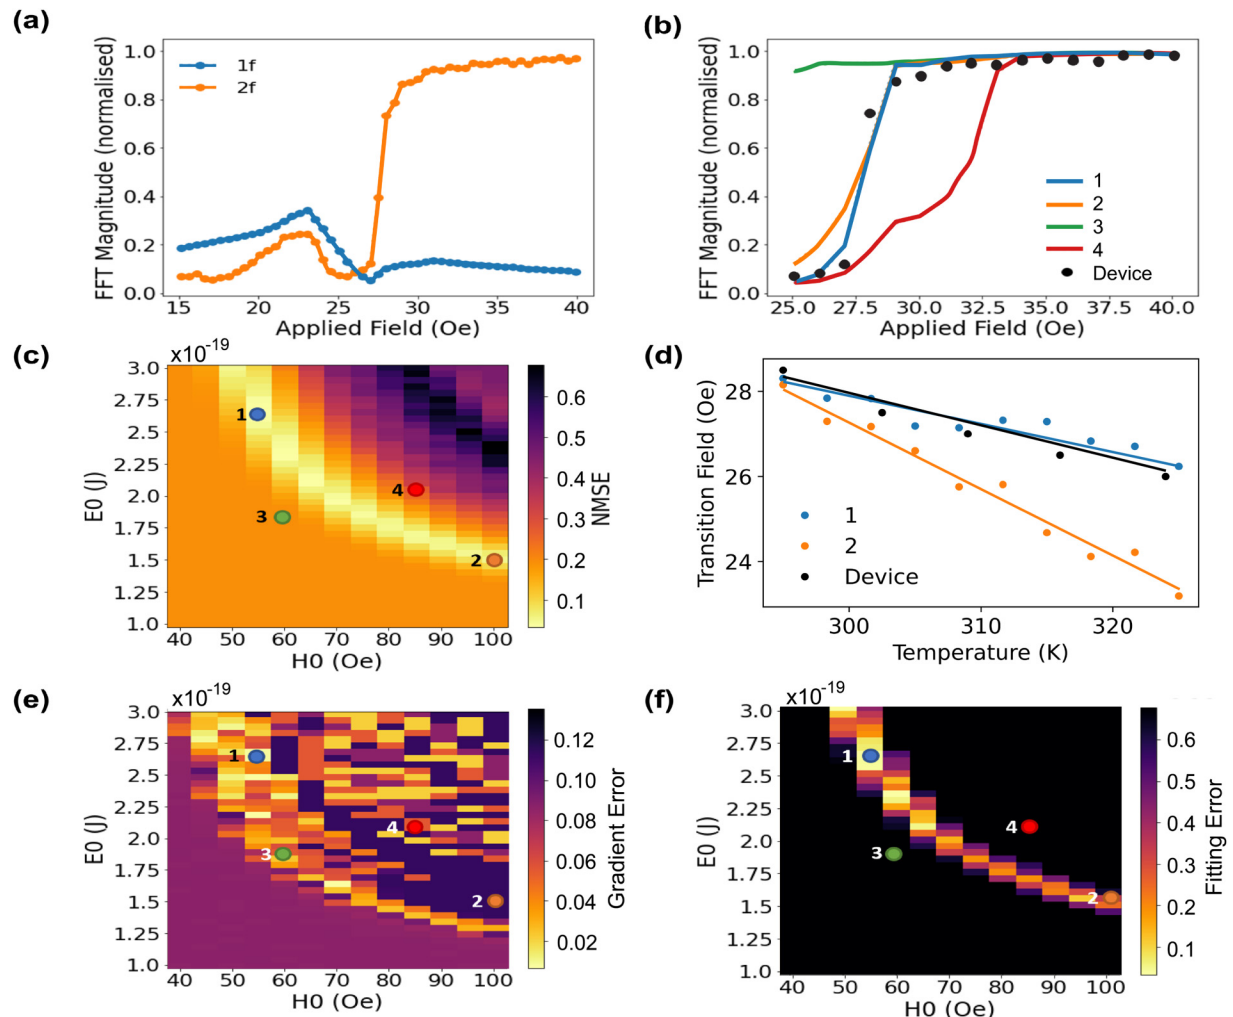 (a)
FFT Magnitude (normalised)
1.0
0.8
0.6
0.4
0.2
0.0
1f
2f
15 20 25 30 35 40
Applied Field (Oe)
(b)
FFT Magnitude (normalised)
1.0
0.8
0.6
0.4
0.2
0.0
1
2
3
4
Device
25.0 27.5 30.0 32.5 35.0 37.5 40.0
Applied Field (Oe)
(c)
x10⁻¹⁹
E0 (J)
3.0
2.75
2.5
2.25
2.0
1.75
1.5
1.25
1.0
1
4
3
2
40 50 60 70 80 90 100
H0 (Oe)
0.6
0.5
0.4
0.3
0.2
0.1
NMSE
(d)
Transition Field (Oe)
28
26
24
1
2
Device
300 310 320
Temperature (K)
(e)
x10⁻¹⁹
E0 (J)
3.0
2.75
2.5
2.25
2.0
1.75
1.5
1.25
1.0
1
4
3
2
40 50 60 70 80 90 100
H0 (Oe)
0.12
0.10
0.08
0.06
0.04
0.02
Gradient Error
(f)
x10⁻¹⁹
E0 (J)
3.0
2.75
2.5
2.25
2.0
1.75
1.5
1.25
1.0
1
4
3
2
40 50 60 70 80 90 100
H0 (Oe)
0.6
0.5
0.4
0.3
0.2
0.1
Fitting Error